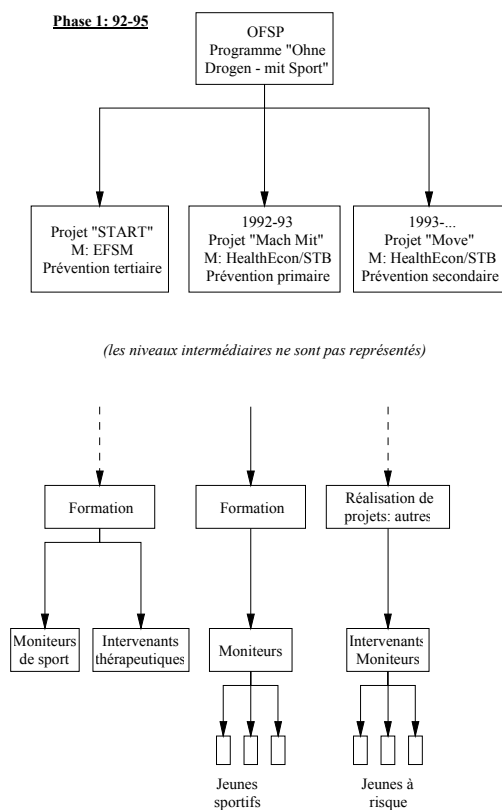 Phase 1: 92-95
OFSP
Programme "Ohne
Drogen - mit Sport"
Projet "START"
M: EFSM
Prévention tertiaire
1992-93
Projet "Mach Mit"
M: HealthEcon/STB
Prévention primaire
1993-...
Projet "Move"
M: HealthEcon/STB
Prévention secondaire
(les niveaux intermédiaires ne sont pas représentés)
Formation
Formation
Réalisation de
projets: autres
Moniteurs
de sport
Intervenants
thérapeutiques
Moniteurs
Intervenants
Moniteurs
Jeunes
sportifs
Jeunes à
risque